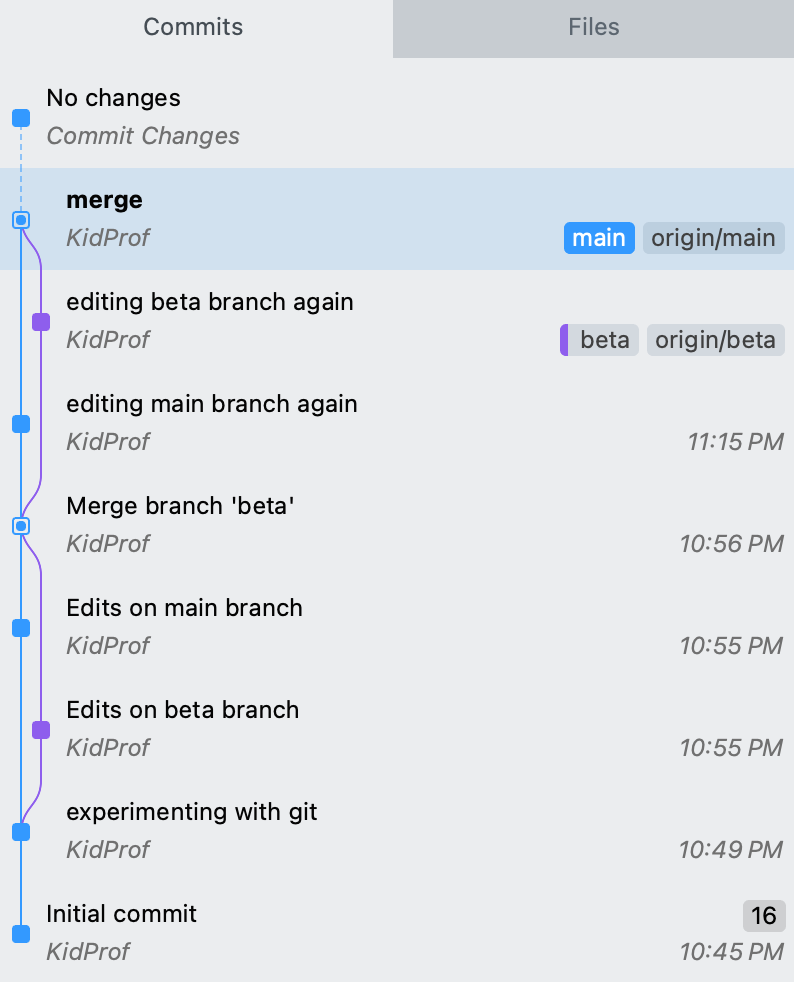 Commits Files
No changes
Commit Changes
merge
KidProf main origin/main
editing beta branch again
KidProf beta origin/beta
editing main branch again
KidProf 11:15 PM
Merge branch 'beta'
KidProf 10:56 PM
Edits on main branch
KidProf 10:55 PM
Edits on beta branch
KidProf 10:55 PM
experimenting with git
KidProf 10:49 PM
Initial commit 16
KidProf 10:45 PM